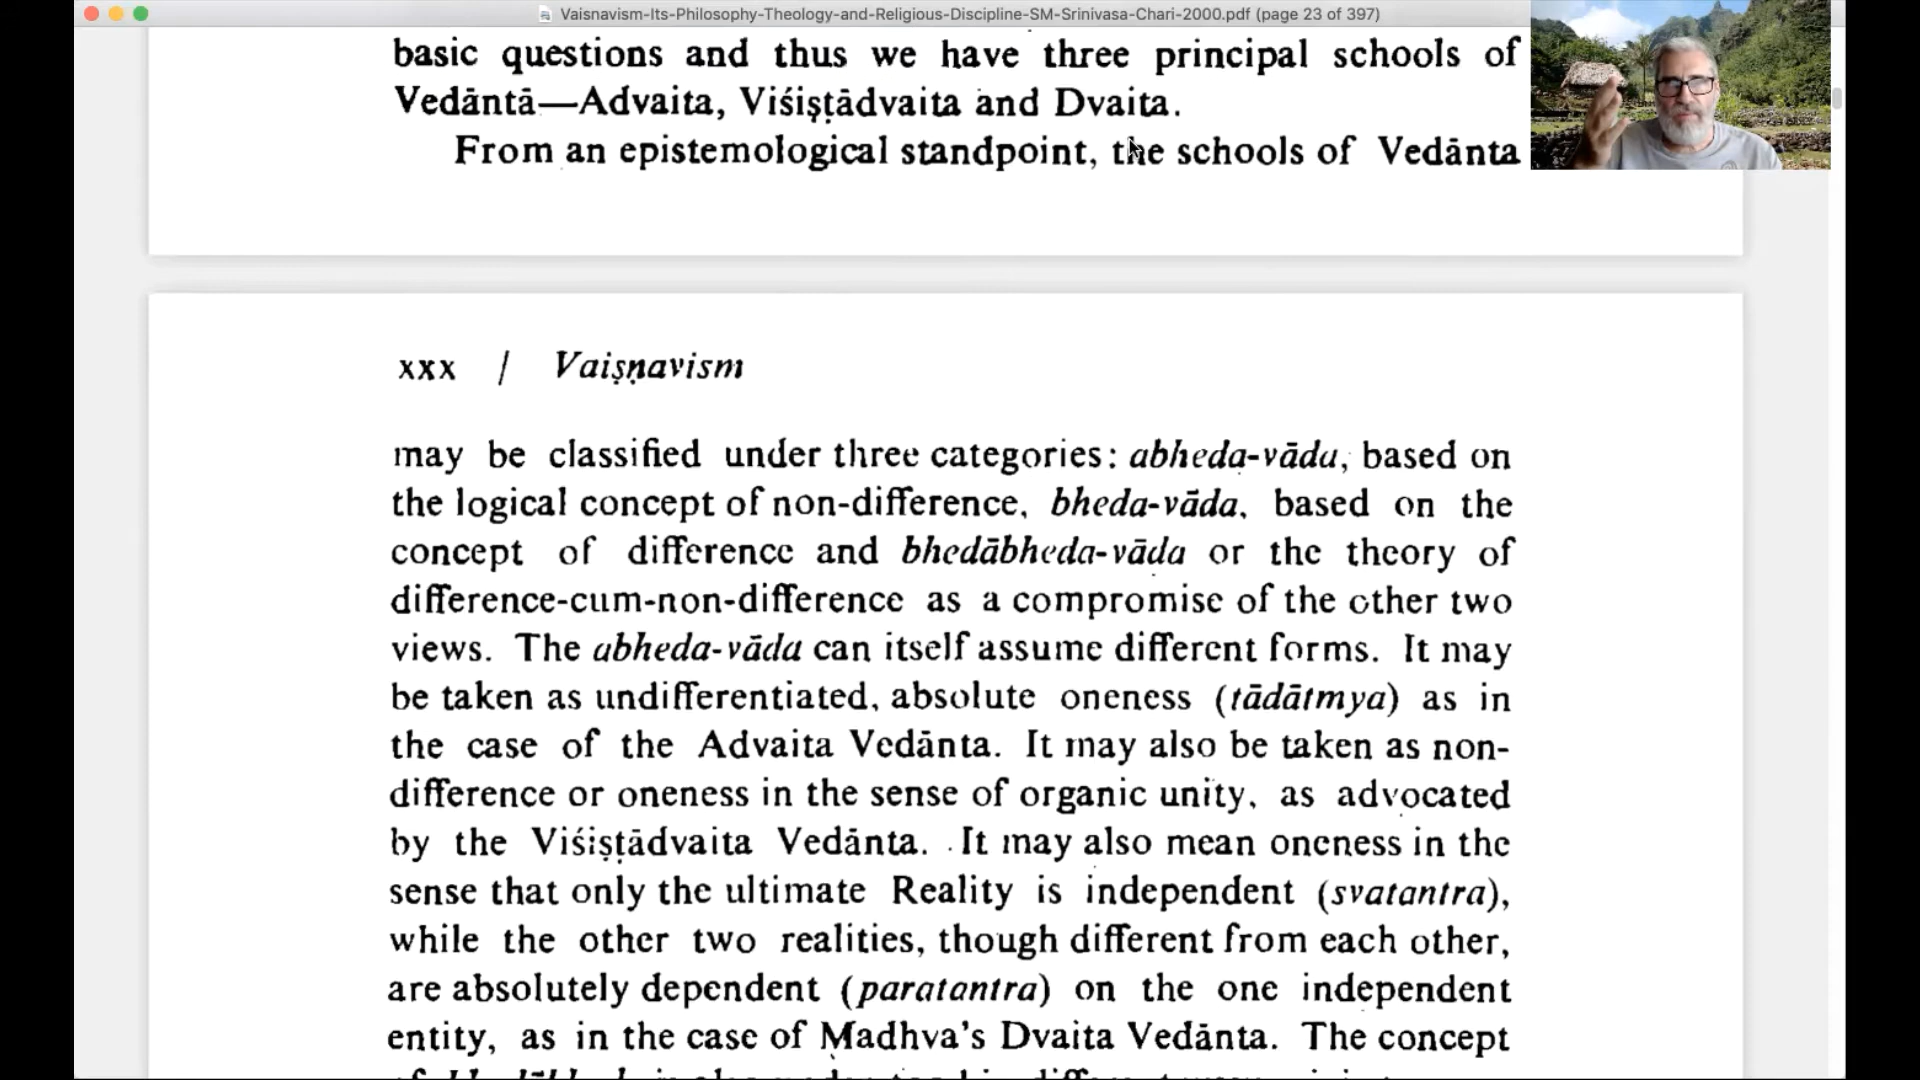 Vaisnavism-Its-Philosophy-Theology-and-Religious-Discipline-SM-Srinivasa-Chari-2000.pdf (page 23 of 397)
basic questions and thus we have three principal schools of
Vedāntā—Advaita, Viśiṣṭādvaita and Dvaita.
From an epistemological standpoint, the schools of Vedānta
xxx / Vaiṣṇavism
may be classified under three categories: abheda-vāda, based on
the logical concept of non-difference, bheda-vāda, based on the
concept of difference and bhedābheda-vāda or the theory of
difference-cum-non-difference as a compromise of the other two
views. The abheda-vāda can itself assume different forms. It may
be taken as undifferentiated, absolute oneness (tādātmya) as in
the case of the Advaita Vedānta. It may also be taken as non-
difference or oneness in the sense of organic unity, as advocated
by the Viśiṣṭādvaita Vedānta. It may also mean oneness in the
sense that only the ultimate Reality is independent (svatantra),
while the other two realities, though different from each other,
are absolutely dependent (paratantra) on the one independent
entity, as in the case of Madhva's Dvaita Vedānta. The concept